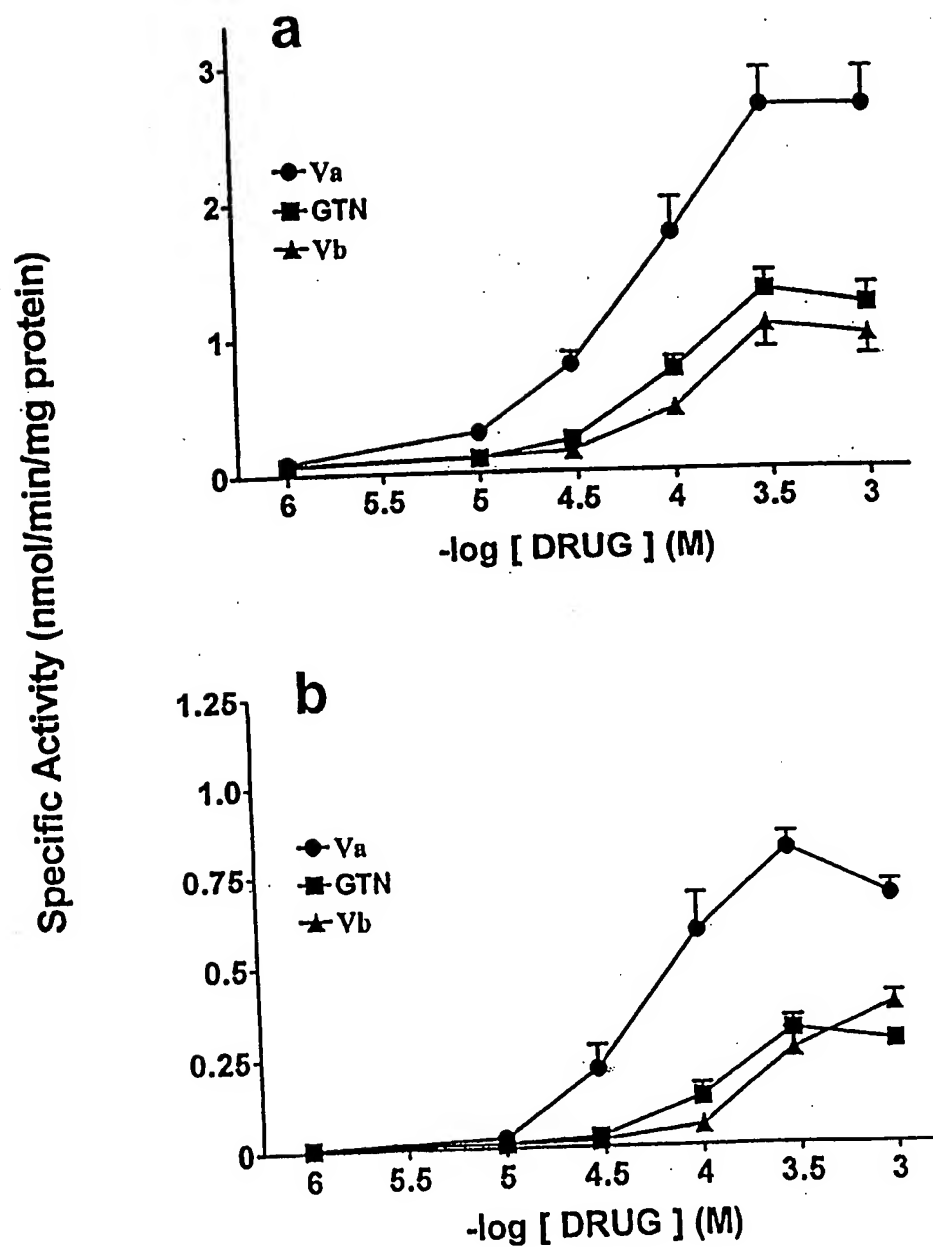 a
3
2
1
0
Va
GTN
Vb
6 5.5 5 4.5 4 3.5 3
-log [ DRUG ] (M)
Specific Activity (nmol/min/mg protein)
b
1.25
1.0
0.75
0.5
0.25
0
Va
GTN
Vb
6 5.5 5 4.5 4 3.5 3
-log [ DRUG ] (M)